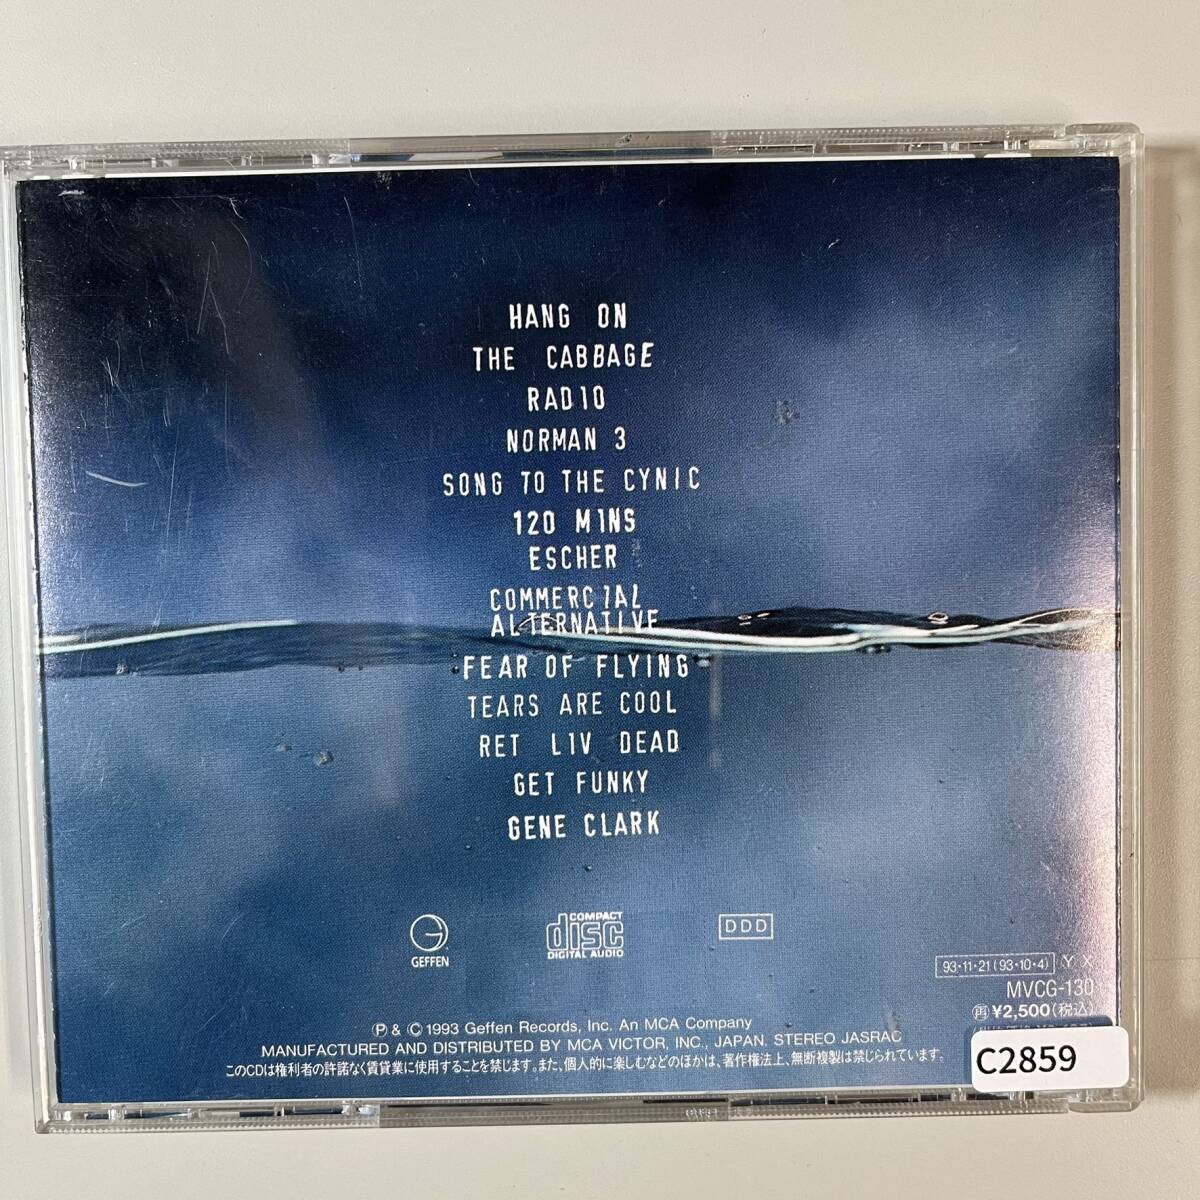 HANG ON
THE CABBAGE
RADIO
NORMAN 3
SONG TO THE CYNIC
120 MINS
ESCHER
COMMERCIAL
ALTERNATIVE
FEAR OF FLYING
TEARS ARE COOL
RET LIV DEAD
GET FUNKY
GENE CLARK
GEFFEN
COMPACT
disc
DIGITAL AUDIO
DDD
93・11・21 (93・10・4) Y X
MVCG-130
再 ¥2,500(税込)
Ⓟ & © 1993 Geffen Records, Inc. An MCA Company
MANUFACTURED AND DISTRIBUTED BY MCA VICTOR, INC., JAPAN. STEREO JASRAC
このCDは権利者の許諾なく賃貸業に使用することを禁じます。また、個人的に楽しむなどのほかは、著作権法上、無断複製は禁じられています。
C2859